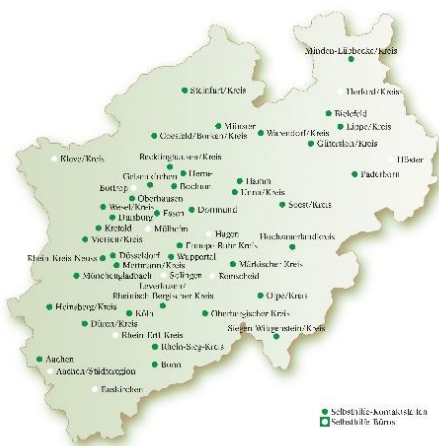 Minden-Lübbecke/Kreis
Steinfurt/Kreis
Herford/Kreis
Bielefeld
Münster
Lippe/Kreis
Coesfeld/Borken/Kreis
Warendorf/Kreis
Gütersloh/Kreis
Recklinghausen/Kreis
Kleve/Kreis
Höxter
Gelsenkirchen
Herne
Paderborn
Bottrop
Bochum
Hamm
Unna/Kreis
Oberhausen
Wesel/Kreis
Essen
Dortmund
Soest/Kreis
Duisburg
Krefeld
Mülheim
Hagen
Viersen/Kreis
Ennepe-Ruhr-Kreis
Hochsauerlandkreis
Rhein-Kreis Neuss
Düsseldorf
Wuppertal
Mettmann/Kreis
Märkischer Kreis
Mönchengladbach
Solingen
Remscheid
Leverkusen/
Rheinisch-Bergischer Kreis
Olpe/Kreis
Heinsberg/Kreis
Köln
Oberbergischer Kreis
Düren/Kreis
Rhein-Erft-Kreis
Siegen-Wittgenstein/Kreis
Rhein-Sieg-Kreis
Aachen
Bonn
Aachen/Städteregion
Euskirchen
Selbsthilfe-Kontaktstellen
Selbsthilfe-Büros